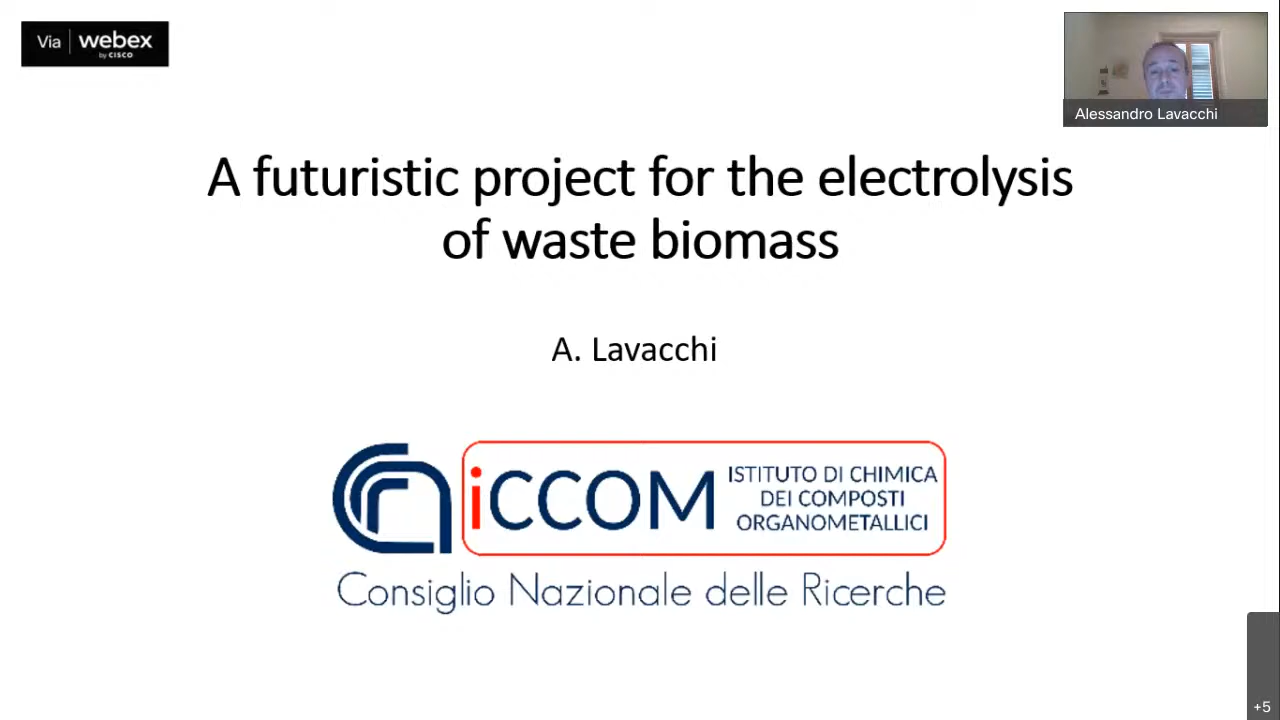 Via webex
by CISCO
Alessandro Lavacchi
A futuristic project for the electrolysis
of waste biomass
A. Lavacchi
iCCOM
ISTITUTO DI CHIMICA
DEI COMPOSTI
ORGANOMETALLICI
Consiglio Nazionale delle Ricerche
+5